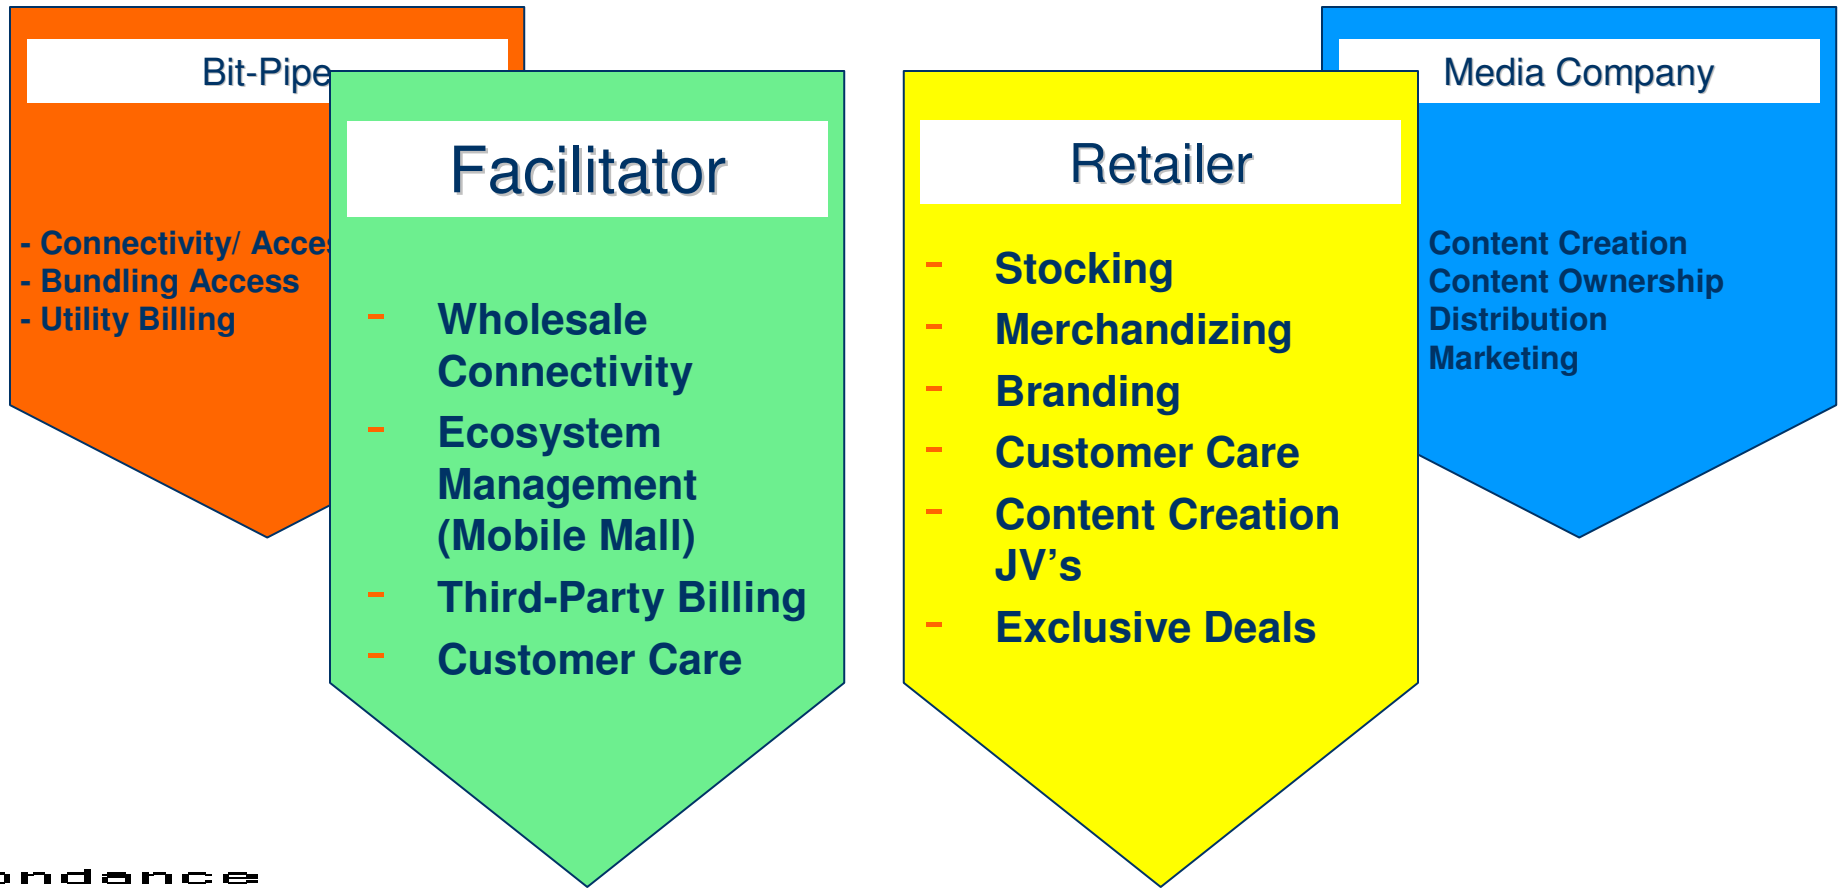 Bit-Pipe
- Connectivity/ Acces
- Bundling Access
- Utility Billing
Facilitator
- Wholesale
Connectivity
- Ecosystem
Management
(Mobile Mall)
- Third-Party Billing
- Customer Care
Retailer
- Stocking
- Merchandizing
- Branding
- Customer Care
- Content Creation
JV's
- Exclusive Deals
Media Company
Content Creation
Content Ownership
Distribution
Marketing
ondance